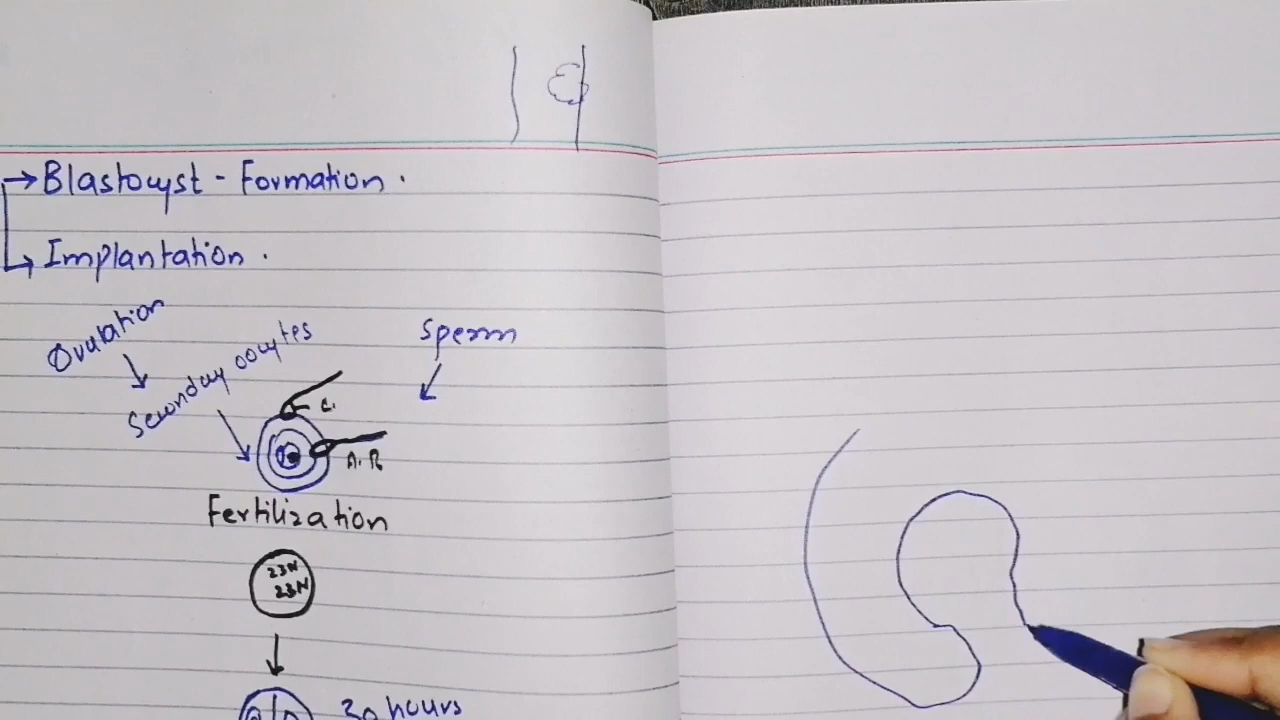 → Blastocyst - Formation.
→ Implantation.
Ovulation
Secondary oocytes
Sperm
C.
A.R
Fertilization
23N
23N
30 hours